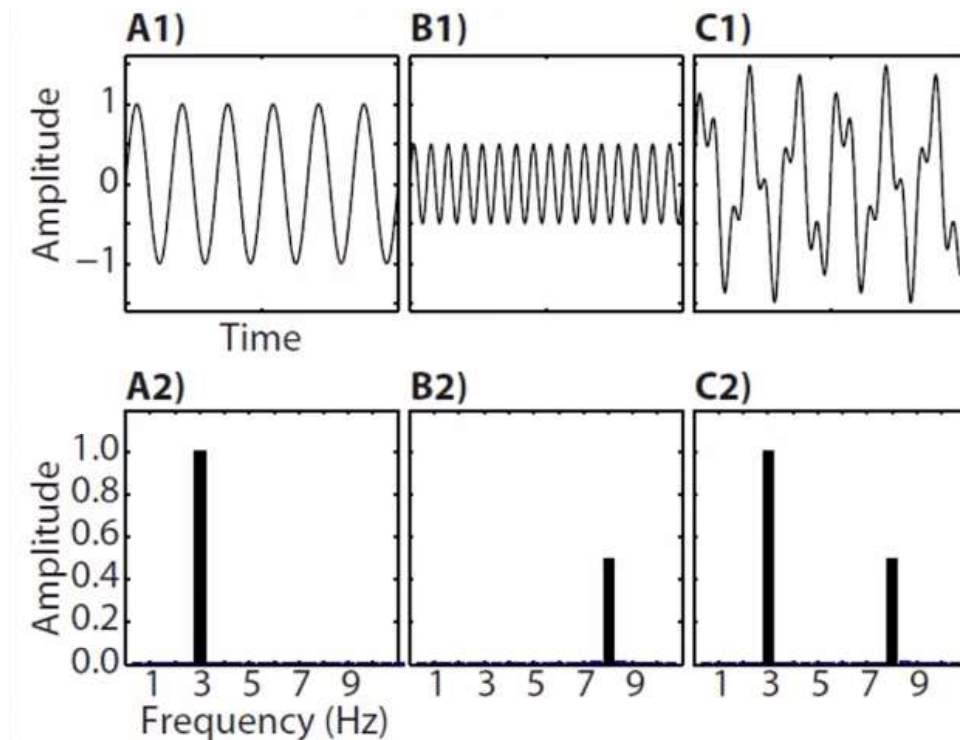 A1) B1) C1)
Amplitude
1
0
−1
Time
A2) B2) C2)
Amplitude
1.0
0.8
0.6
0.4
0.2
0.0
1 3 5 7 9 1 3 5 7 9 1 3 5 7 9
Frequency (Hz)